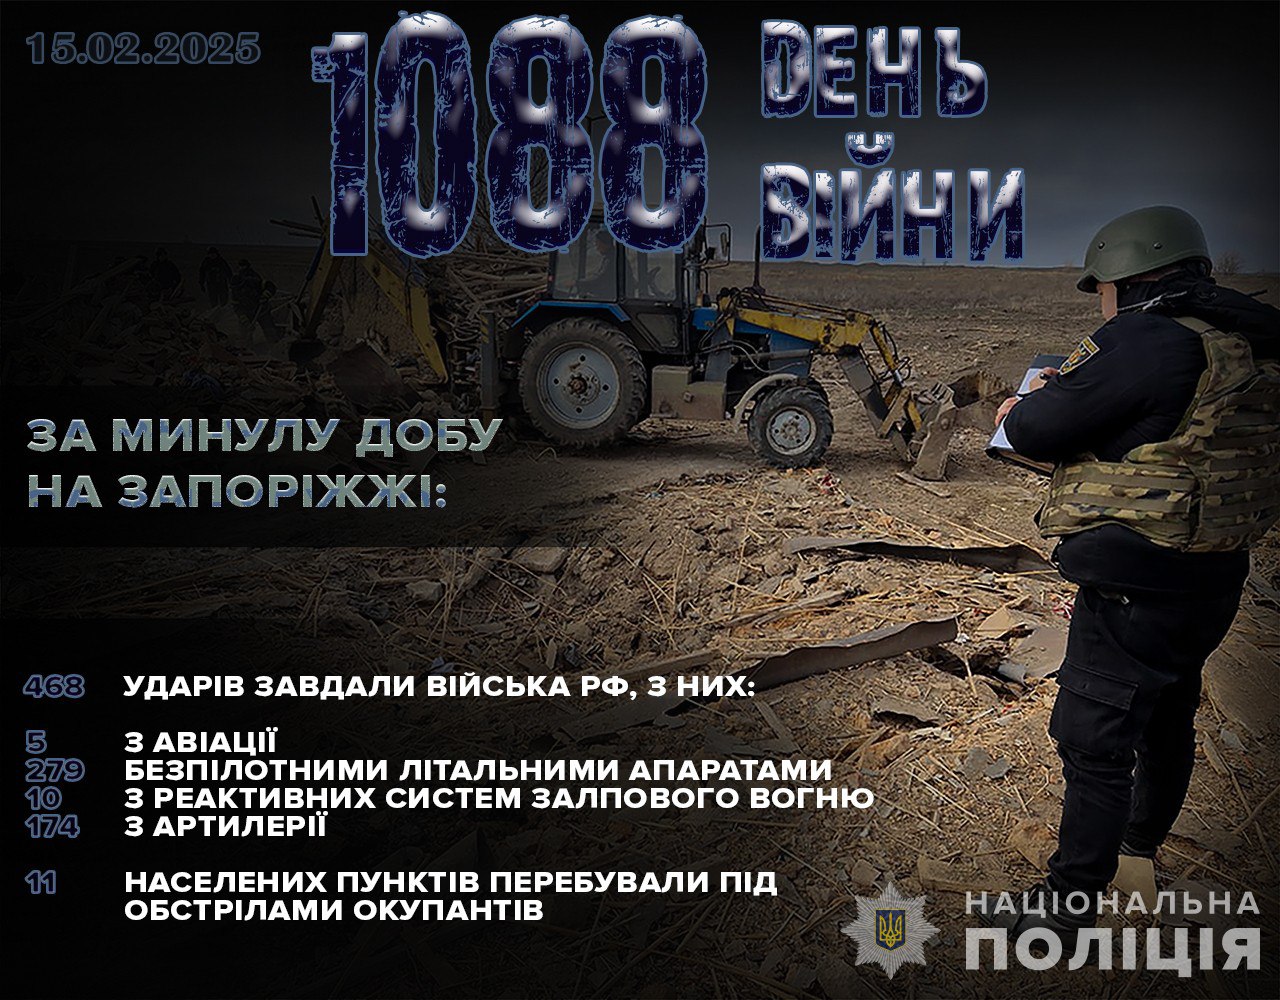 15.02.2025
1088
ДЕНЬ
ВІЙНИ
ЗА МИНУЛУ ДОБУ
НА ЗАПОРІЖЖІ:
468 УДАРІВ ЗАВДАЛИ ВІЙСЬКА РФ, З НИХ:
5 З АВІАЦІЇ
279 БЕЗПІЛОТНИМИ ЛІТАЛЬНИМИ АПАРАТАМИ
10 З РЕАКТИВНИХ СИСТЕМ ЗАЛПОВОГО ВОГНЮ
174 З АРТИЛЕРІЇ
11 НАСЕЛЕНИХ ПУНКТІВ ПЕРЕБУВАЛИ ПІД
ОБСТРІЛАМИ ОКУПАНТІВ
НАЦІОНАЛЬНА
ПОЛІЦІЯ